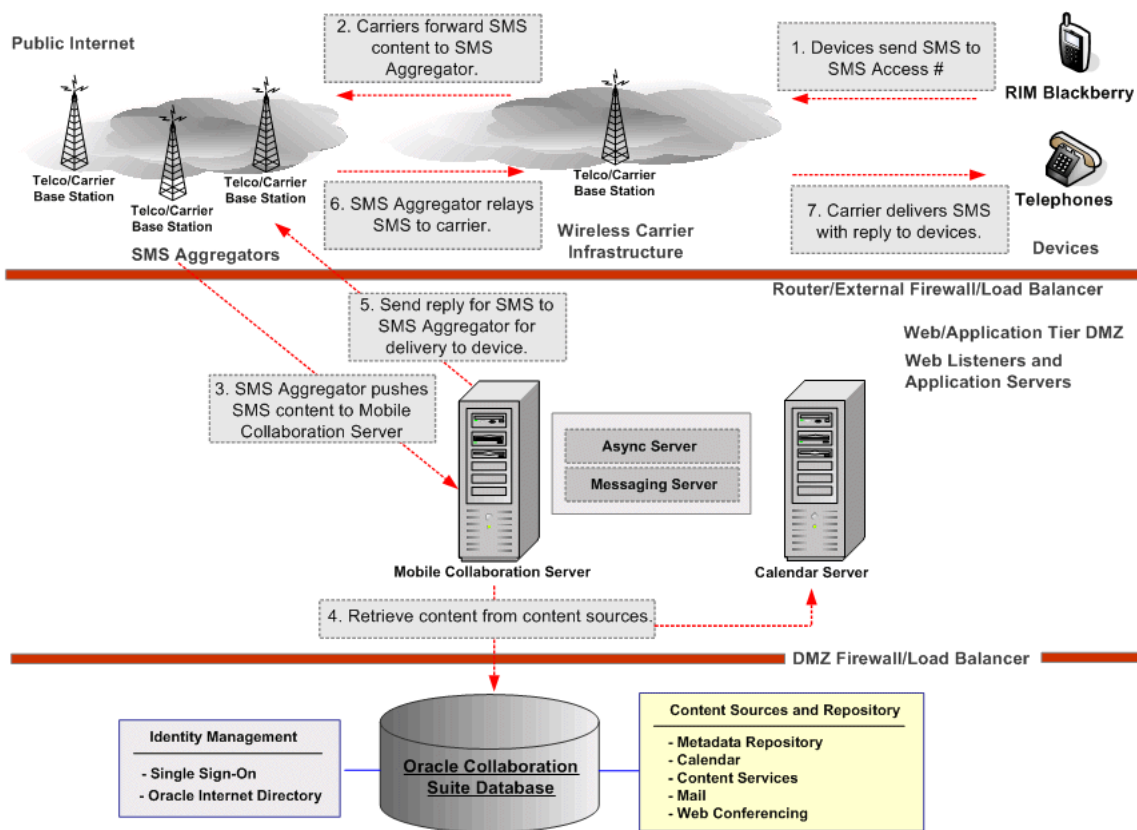 Public Internet
2. Carriers forward SMS
content to SMS
Aggregator.
1. Devices send SMS to
SMS Access #
RIM Blackberry
Telco/Carrier
Base Station
Telco/Carrier
Base Station
Telco/Carrier
Base Station
Telco/Carrier
Base Station
6. SMS Aggregator relays
SMS to carrier.
Wireless Carrier
Infrastructure
7. Carrier delivers SMS
with reply to devices.
Telephones
SMS Aggregators
Devices
Router/External Firewall/Load Balancer
5. Send reply for SMS to
SMS Aggregator for
delivery to device.
Web/Application Tier DMZ
Web Listeners and
Application Servers
3. SMS Aggregator pushes
SMS content to Mobile
Collaboration Server
Async Server
Messaging Server
Mobile Collaboration Server
Calendar Server
4. Retrieve content from content sources.
DMZ Firewall/Load Balancer
Identity Management
- Single Sign-On
- Oracle Internet Directory
Oracle Collaboration
Suite Database
Content Sources and Repository
- Metadata Repository
- Calendar
- Content Services
- Mail
- Web Conferencing